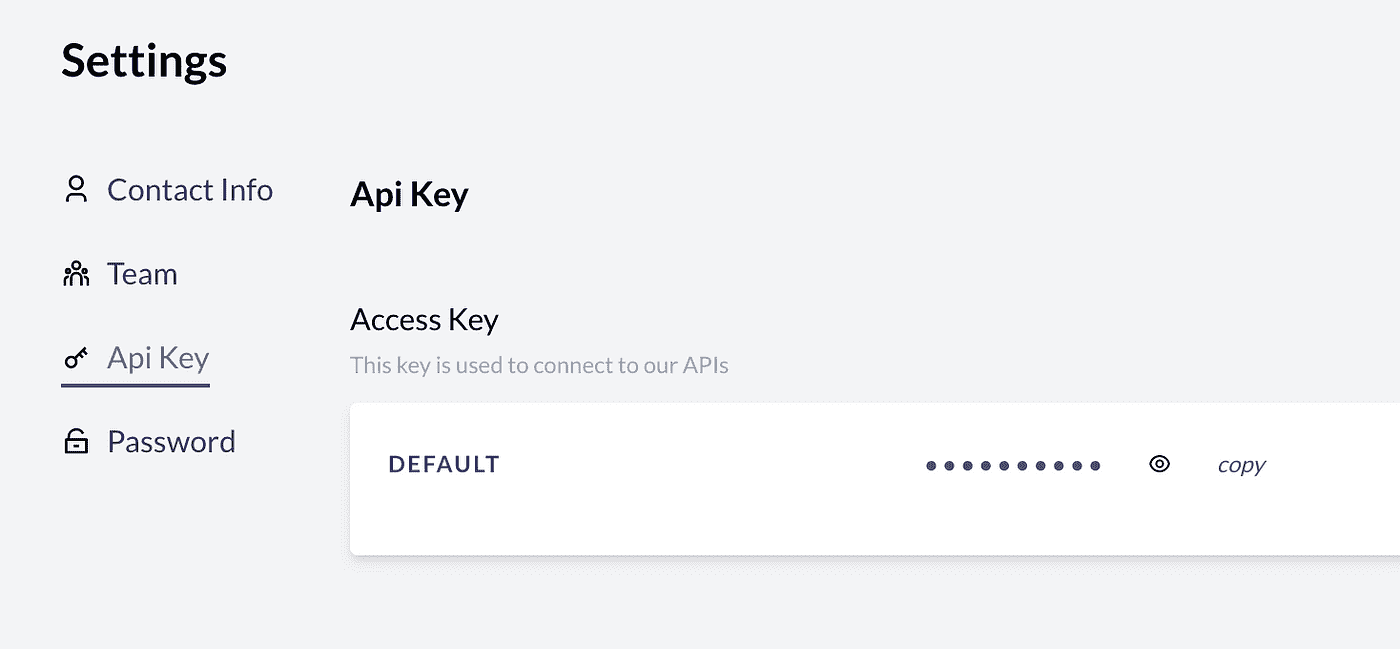 Settings
Contact Info
Team
Api Key
Password
Api Key
Access Key
This key is used to connect to our APIs
DEFAULT
●●●●●●●●●●
copy